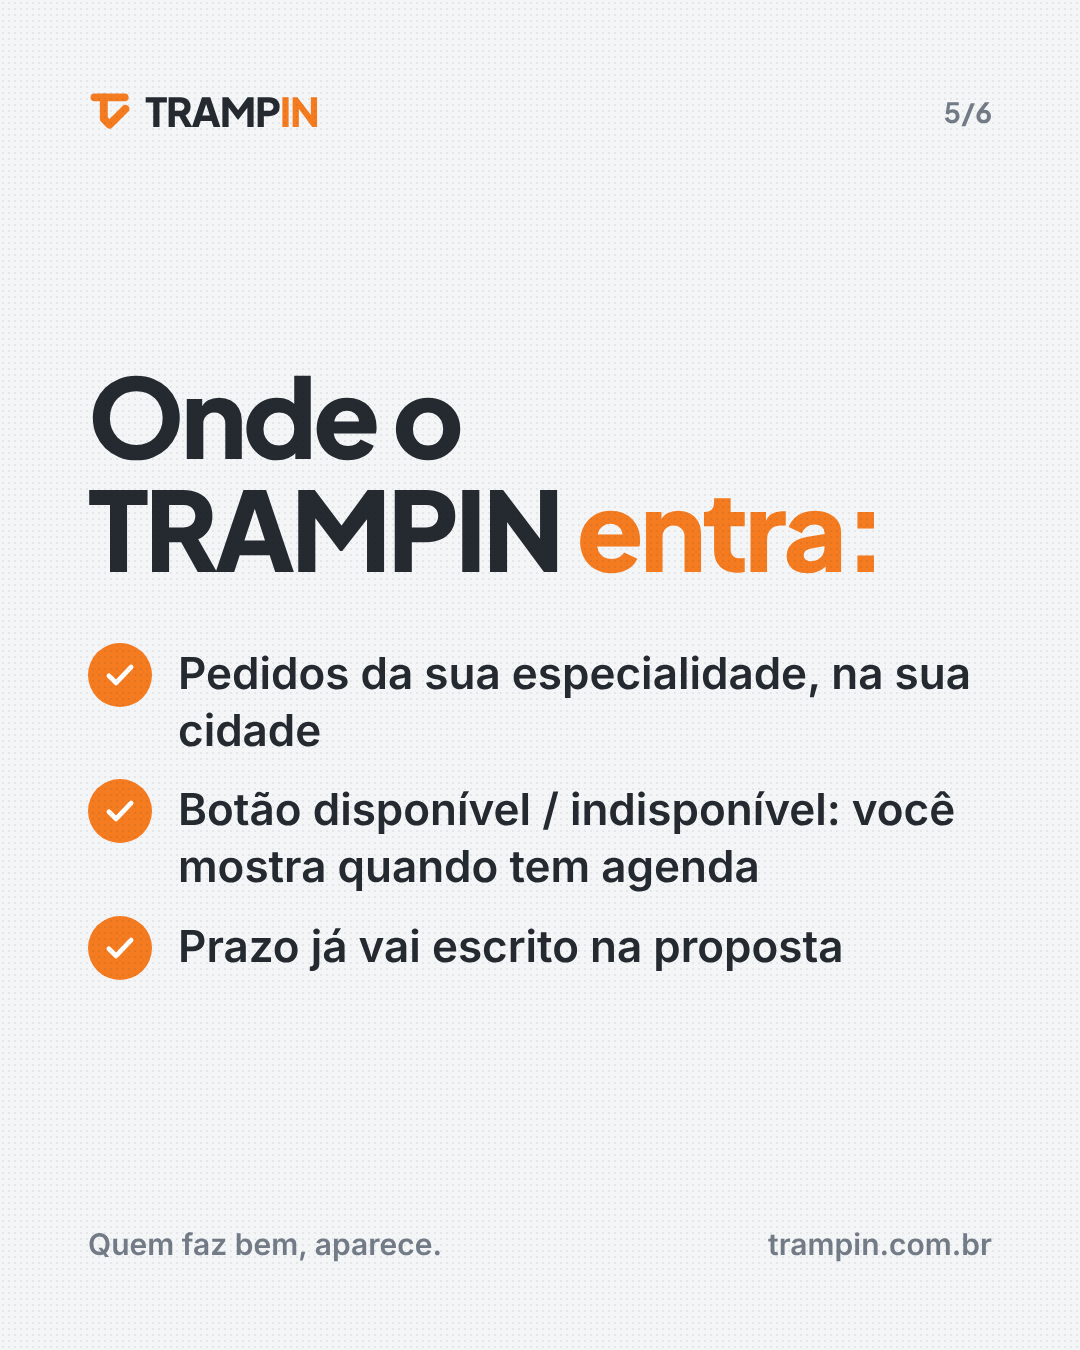 TRAMPIN
5/6
Onde o
TRAMPIN entra:
Pedidos da sua especialidade, na sua
cidade
Botão disponível / indisponível: você
mostra quando tem agenda
Prazo já vai escrito na proposta
Quem faz bem, aparece.
trampin.com.br